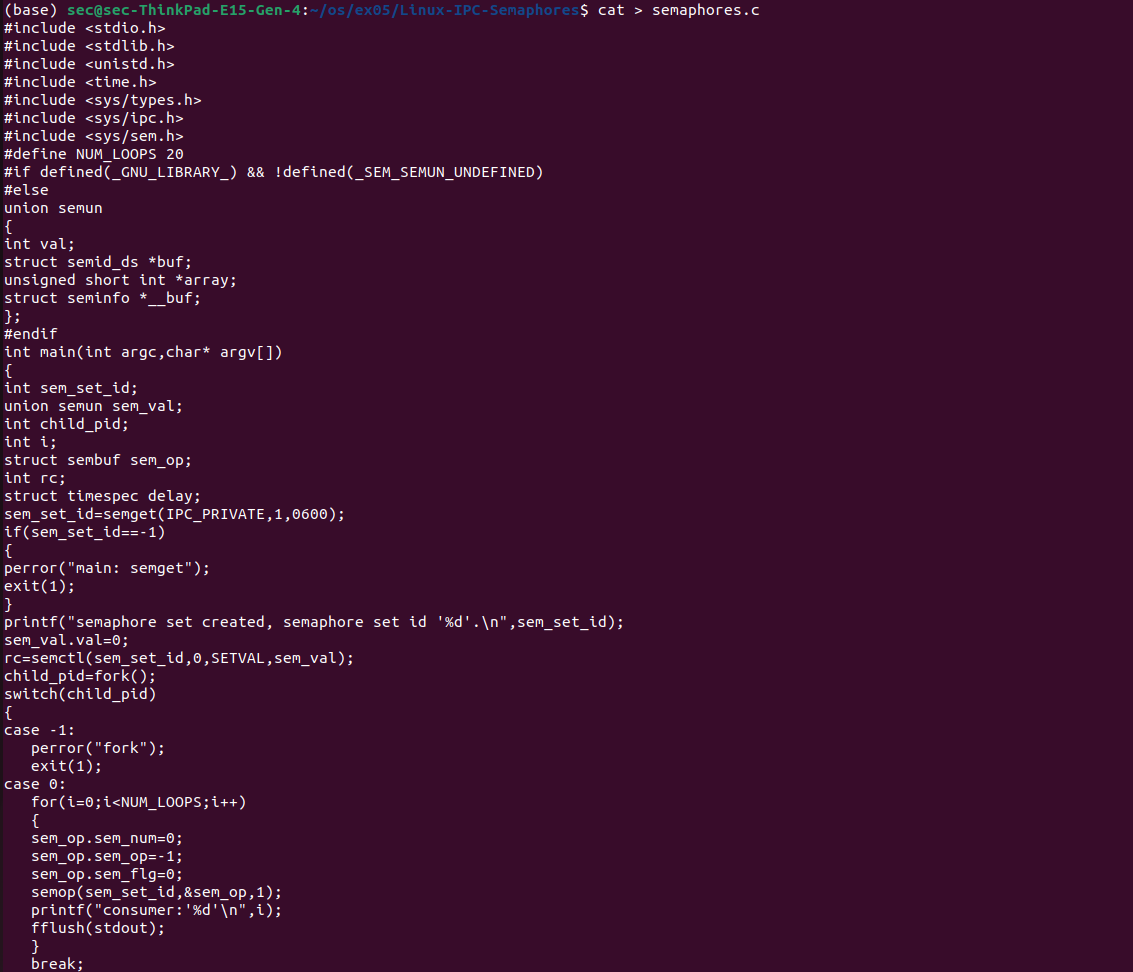 (base) sec@sec-ThinkPad-E15-Gen-4:~/os/ex05/Linux-IPC-Semaphores$ cat > semaphores.c
#include <stdio.h>
#include <stdlib.h>
#include <unistd.h>
#include <time.h>
#include <sys/types.h>
#include <sys/ipc.h>
#include <sys/sem.h>
#define NUM_LOOPS 20
#if defined(_GNU_LIBRARY_) && !defined(_SEM_SEMUN_UNDEFINED)
#else
union semun
{
int val;
struct semid_ds *buf;
unsigned short int *array;
struct seminfo *__buf;
};
#endif
int main(int argc,char* argv[])
{
int sem_set_id;
union semun sem_val;
int child_pid;
int i;
struct sembuf sem_op;
int rc;
struct timespec delay;
sem_set_id=semget(IPC_PRIVATE,1,0600);
if(sem_set_id==-1)
{
perror("main: semget");
exit(1);
}
printf("semaphore set created, semaphore set id '%d'.\n",sem_set_id);
sem_val.val=0;
rc=semctl(sem_set_id,0,SETVAL,sem_val);
child_pid=fork();
switch(child_pid)
{
case -1:
   perror("fork");
   exit(1);
case 0:
   for(i=0;i<NUM_LOOPS;i++)
   {
   sem_op.sem_num=0;
   sem_op.sem_op=-1;
   sem_op.sem_flg=0;
   semop(sem_set_id,&sem_op,1);
   printf("consumer:'%d'\n",i);
   fflush(stdout);
   }
   break;